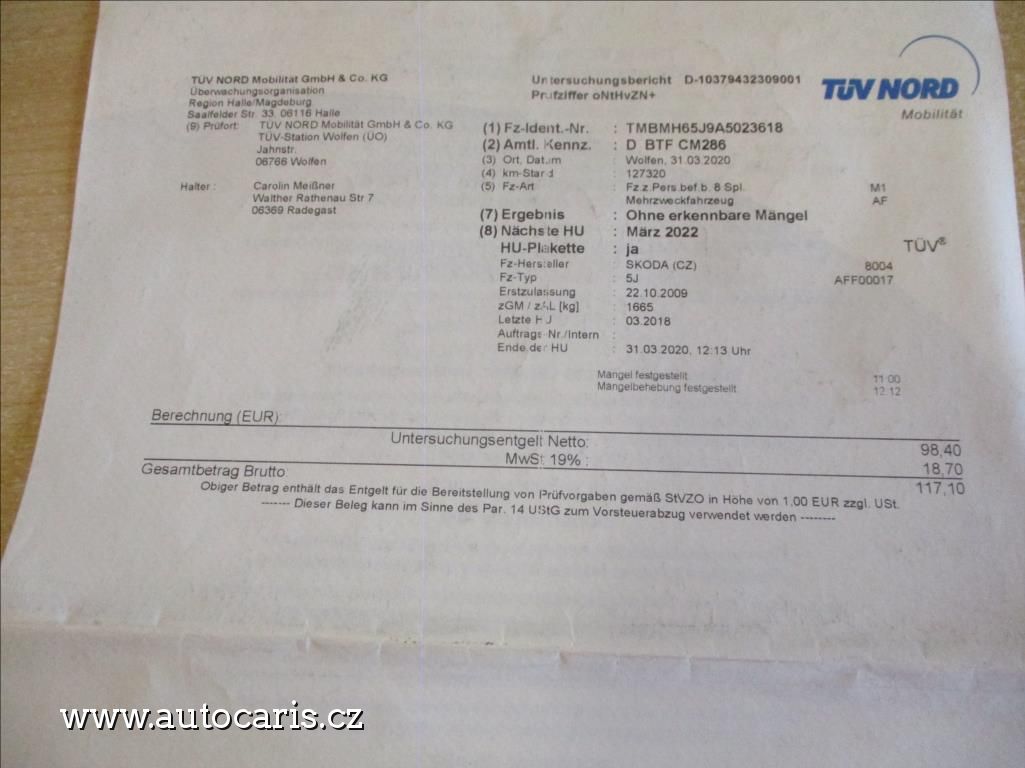 TÜV NORD Mobilität GmbH & Co. KG
Überwachungsorganisation
Region Halle/Magdeburg
Saalfelder Str. 33, 06116 Halle
(9) Prüfort: TÜV NORD Mobilität GmbH & Co. KG
TÜV-Station Wolfen (ÜO)
Jahnstr.
06766 Wolfen
Halter : Carolin Meißner
Walther Rathenau Str 7
06369 Radegast
Untersuchungsbericht D-10379432309001
Prüfziffer oNtHvZN+
TÜV NORD
Mobilität
(1) Fz-Ident.-Nr. : TMBMH65J9A5023618
(2) Amtl. Kennz. : D BTF CM286
(3) Ort, Datum : Wolfen, 31.03.2020
(4) km-Stand : 127320
(5) Fz-Art : Fz.z.Pers.bef.b. 8 Spl. M1
Mehrzweckfahrzeug AF
(7) Ergebnis : Ohne erkennbare Mängel
(8) Nächste HU : März 2022
HU-Plakette : ja TÜV®
Fz-Hersteller : SKODA (CZ) 8004
Fz-Typ : 5J AFF00017
Erstzulassung : 22.10.2009
zGM / zAL [kg] : 1665
Letzte HU : 03.2018
Auftrags-Nr./Intern :
Ende der HU : 31.03.2020, 12:13 Uhr
Mängel festgestellt 11:00
Mängelbehebung festgestellt 12:12
Berechnung (EUR):
Untersuchungsentgelt Netto: 98,40
MwSt 19% : 18,70
Gesamtbetrag Brutto: 117,10
Obiger Betrag enthält das Entgelt für die Bereitstellung von Prüfvorgaben gemäß StVZO in Höhe von 1,00 EUR zzgl. USt.
------- Dieser Beleg kann im Sinne des Par. 14 UStG zum Vorsteuerabzug verwendet werden --------
www.autocaris.cz